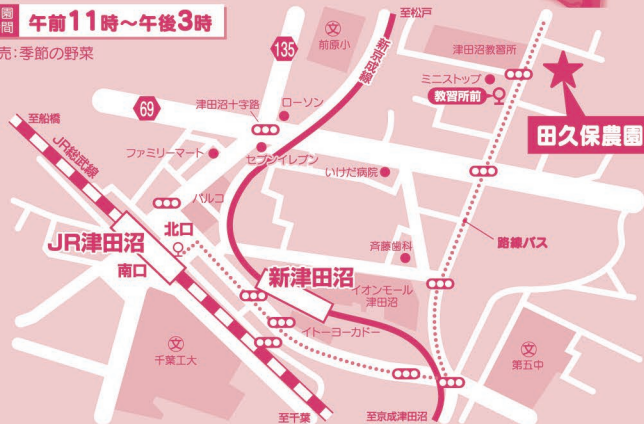 園
間
午前11時〜午後3時
売:季節の野菜
至松戸
新京成線
文
前原小
135
津田沼教習所
ミニストップ
教習所前
田久保農園
69
津田沼十字路
ローソン
至船橋
JR総武線
ファミリーマート
セブンイレブン
いけだ病院
パルコ
北口
JR津田沼
南口
新津田沼
斉藤歯科
路線バス
イオンモール
津田沼
イトーヨーカドー
文
千葉工大
文
第五中
至千葉
至京成津田沼